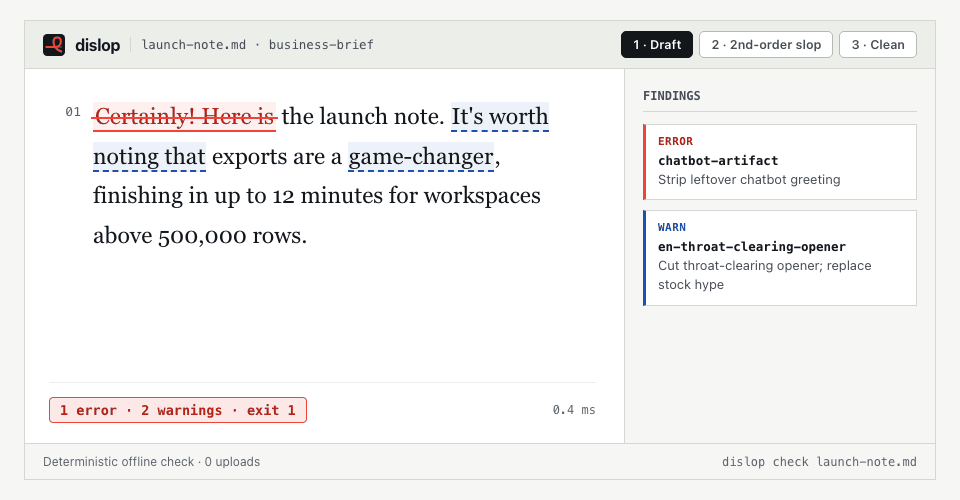 dislop
launch-note.md · business-brief
1 · Draft
2 · 2nd-order slop
3 · Clean
01
Certainly! Here is the launch note. It's worth
noting that exports are a game-changer,
finishing in up to 12 minutes for workspaces
above 500,000 rows.
1 error · 2 warnings · exit 1
0.4 ms
FINDINGS
ERROR
chatbot-artifact
Strip leftover chatbot greeting
WARN
en-throat-clearing-opener
Cut throat-clearing opener; replace
stock hype
Deterministic offline check · 0 uploads
dislop check launch-note.md